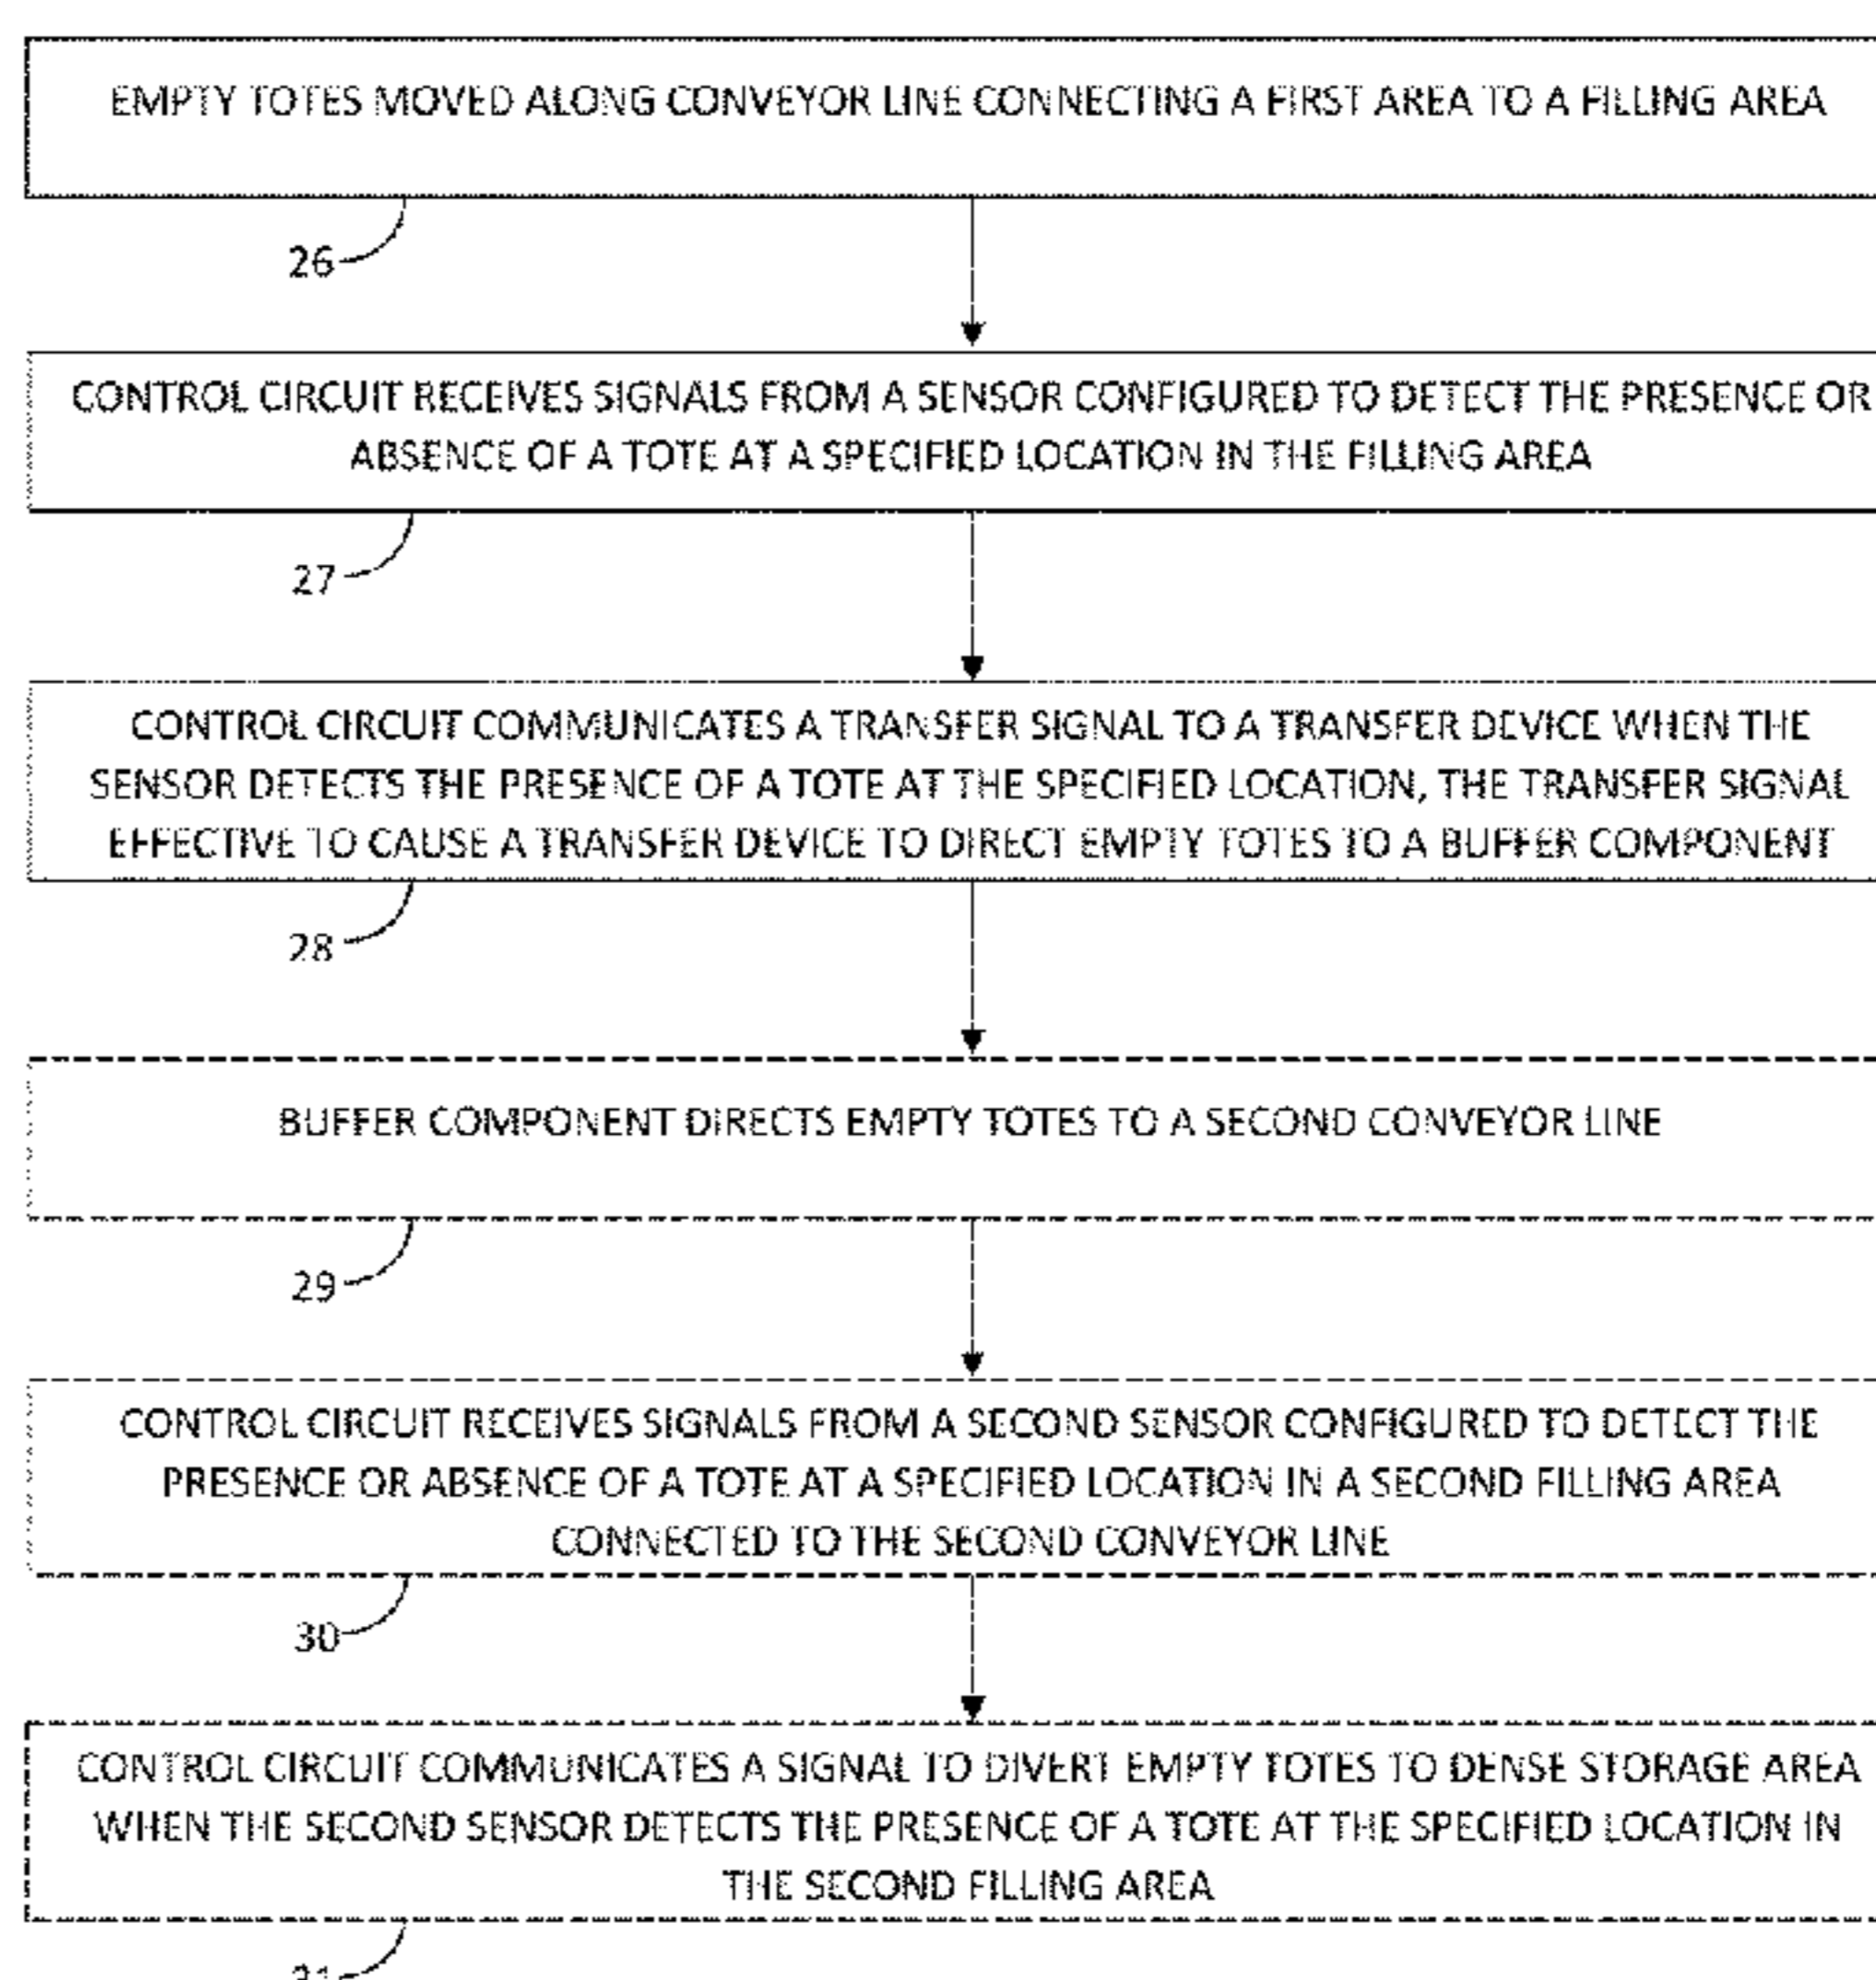 EMPTY TOTES MOVED ALONG CONVEYOR LINE CONNECTING A FIRST AREA TO A FILLING AREA
26
CONTROL CIRCUIT RECEIVES SIGNALS FROM A SENSOR CONFIGURED TO DETECT THE PRESENCE OR
ABSENCE OF A TOTE AT A SPECIFIED LOCATION IN THE FILLING AREA
27
CONTROL CIRCUIT COMMUNICATES A TRANSFER SIGNAL TO A TRANSFER DEVICE WHEN THE
SENSOR DETECTS THE PRESENCE OF A TOTE AT THE SPECIFIED LOCATION, THE TRANSFER SIGNAL
EFFECTIVE TO CAUSE A TRANSFER DEVICE TO DIRECT EMPTY TOTES TO A BUFFER COMPONENT
28
BUFFER COMPONENT DIRECTS EMPTY TOTES TO A SECOND CONVEYOR LINE
29
CONTROL CIRCUIT RECEIVES SIGNALS FROM A SECOND SENSOR CONFIGURED TO DETECT THE
PRESENCE OR ABSENCE OF A TOTE AT A SPECIFIED LOCATION IN A SECOND FILLING AREA
CONNECTED TO THE SECOND CONVEYOR LINE
30
CONTROL CIRCUIT COMMUNICATES A SIGNAL TO DIVERT EMPTY TOTES TO DENSE STORAGE AREA
WHEN THE SECOND SENSOR DETECTS THE PRESENCE OF A TOTE AT THE SPECIFIED LOCATION IN
THE SECOND FILLING AREA